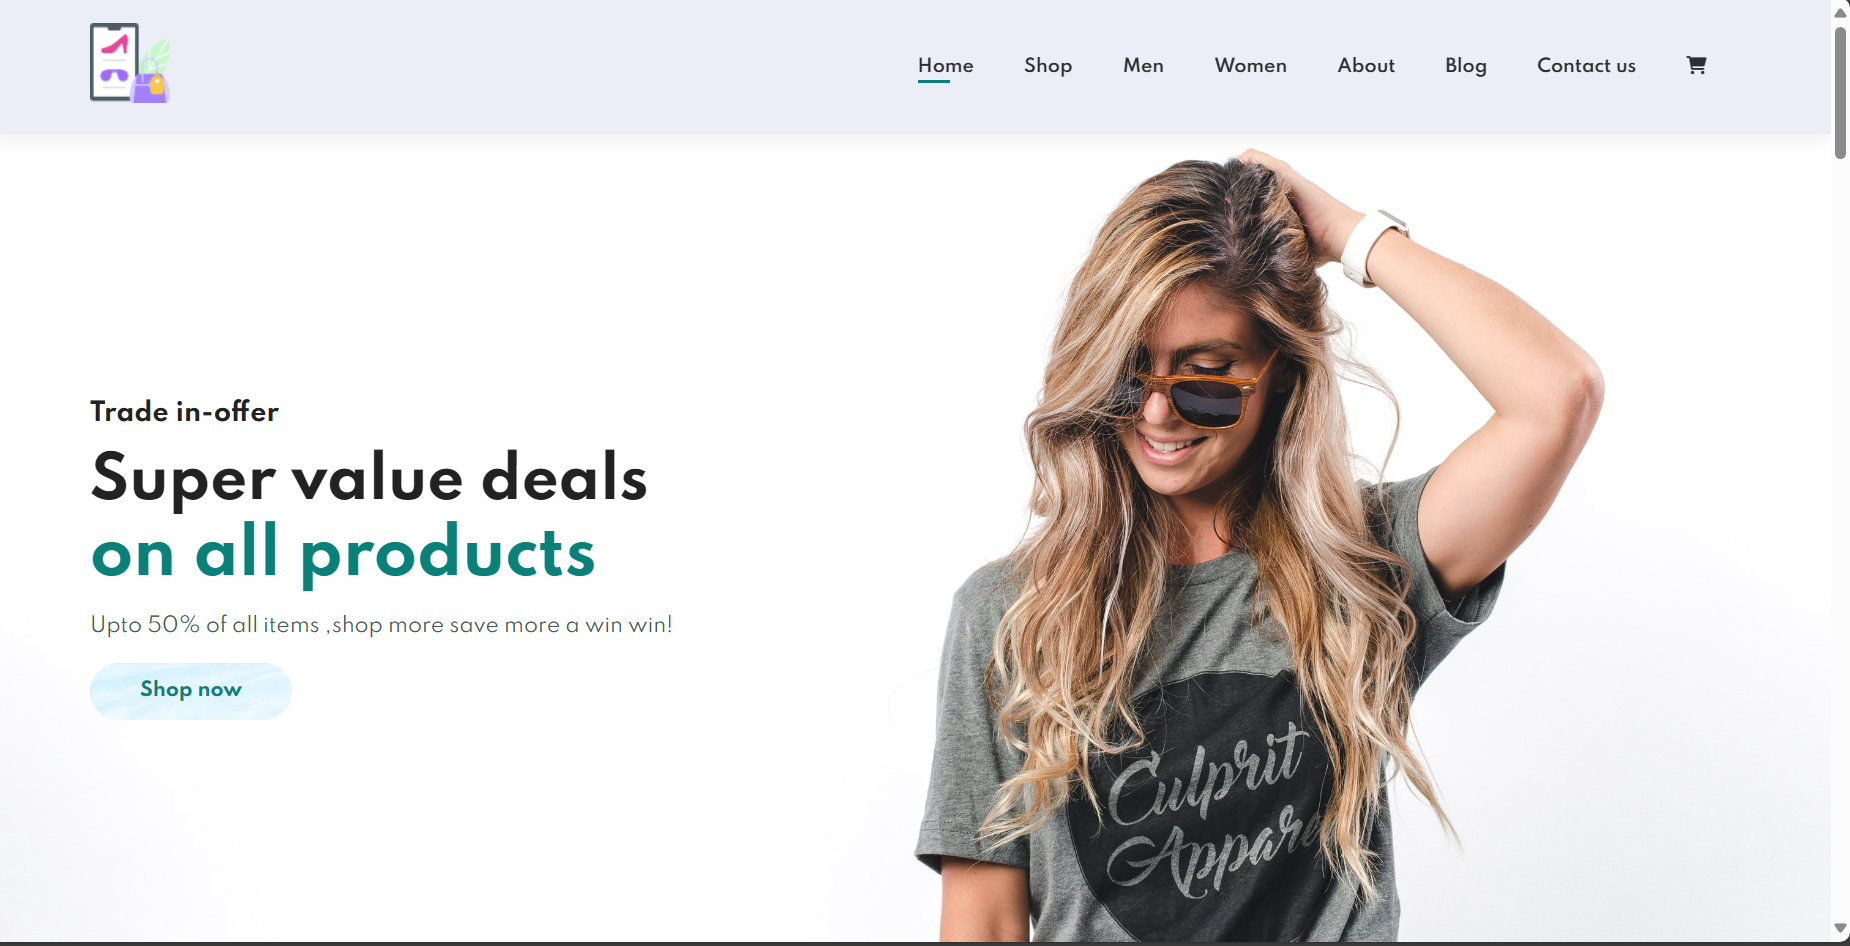 Home Shop Men Women About Blog Contact us
Trade in-offer
Super value deals
on all products
Upto 50% of all items ,shop more save more a win win!
Shop now
Culprit
Appare